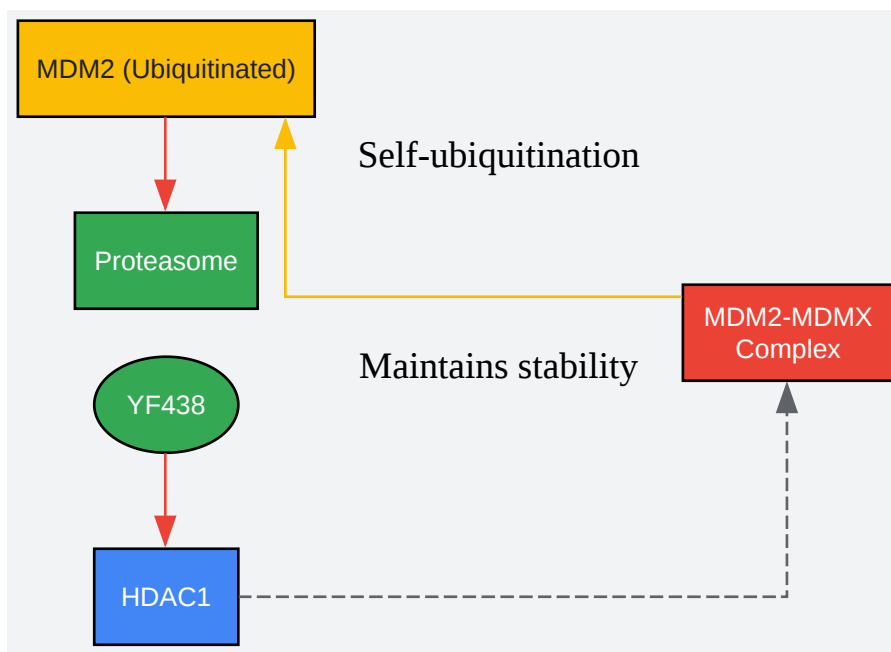 MDM2 (Ubiquitinated)
Self-ubiquitination
Proteasome
MDM2-MDMX
Complex
Maintains stability
YF438
HDAC1